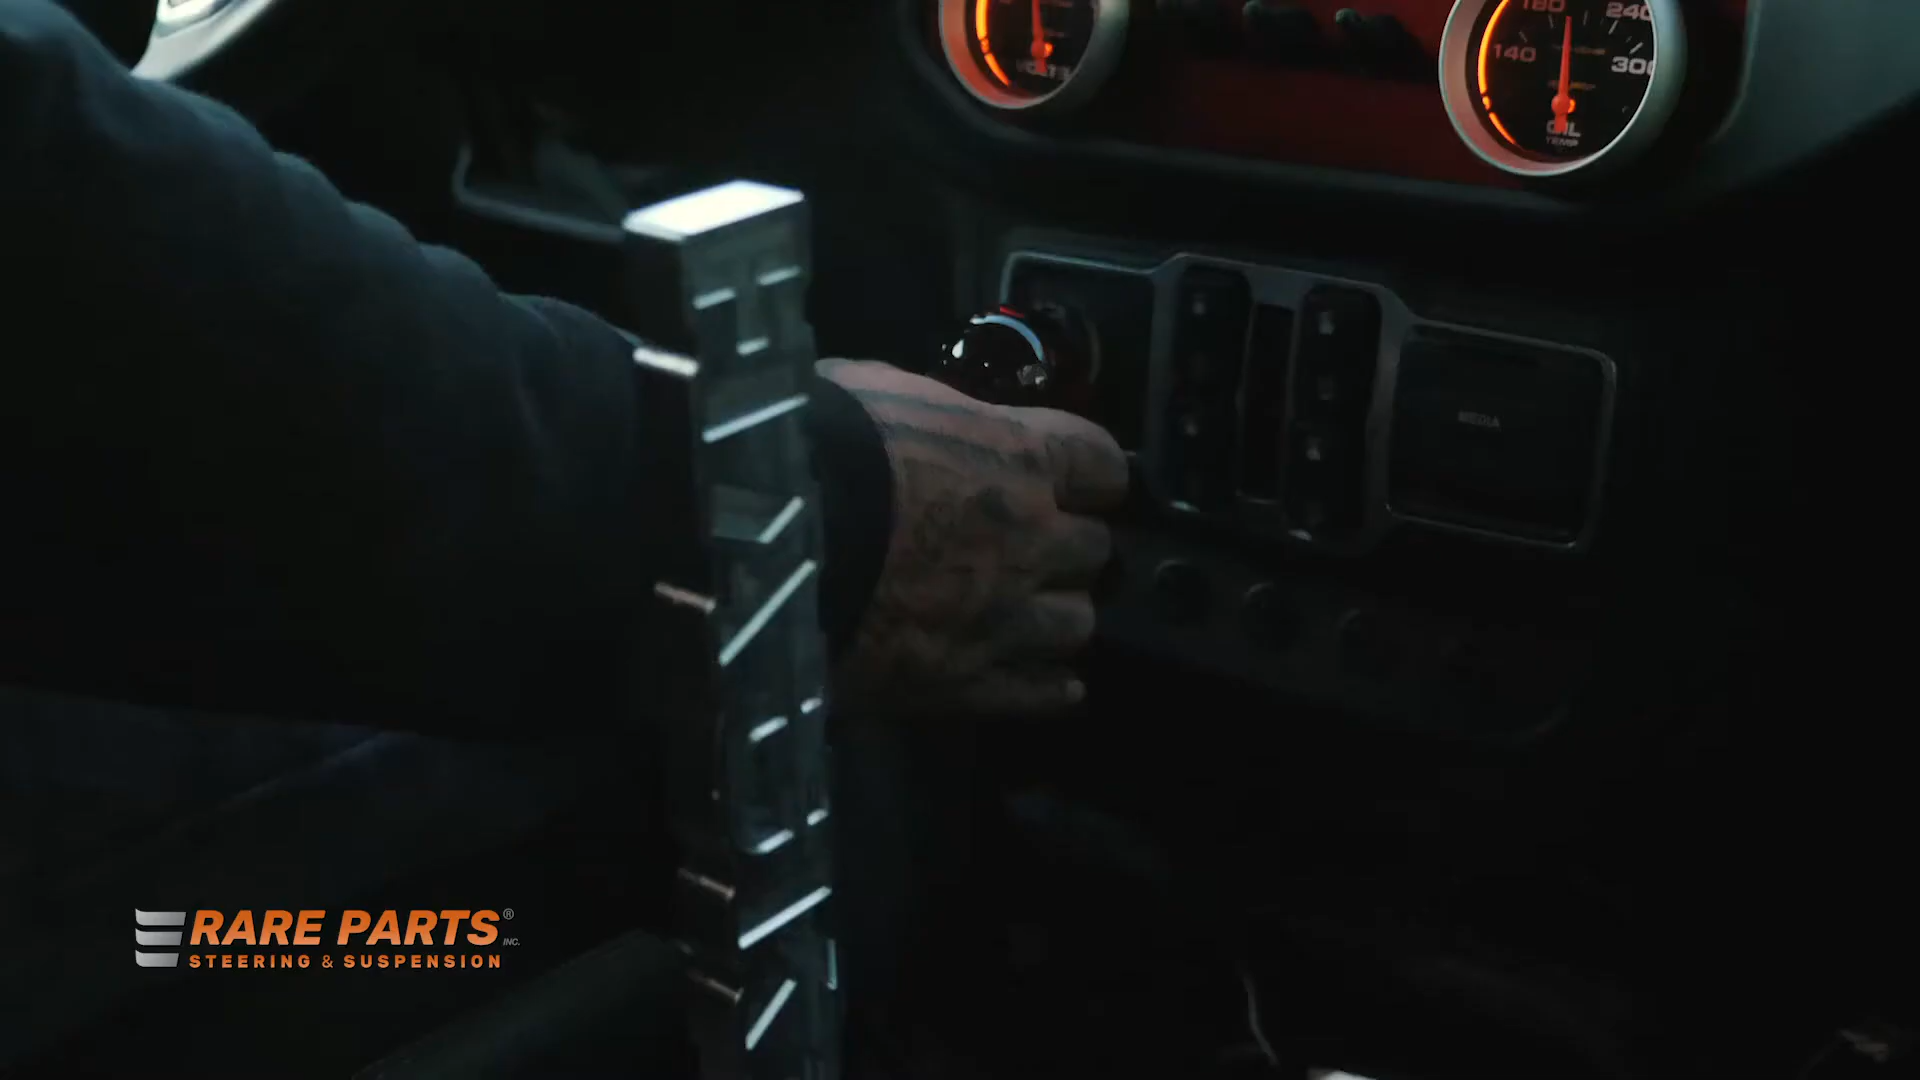 VOLTS
180
240
140
300
OIL
TEMP
MEDIA
RARE PARTS®
INC.
STEERING & SUSPENSION